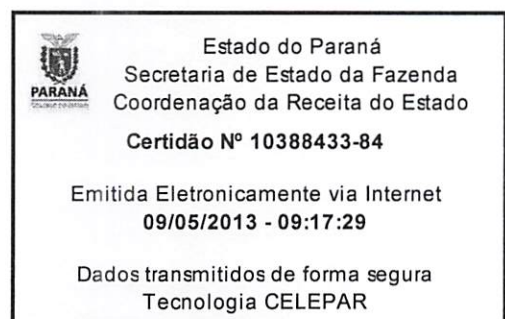 Estado do Paraná
Secretaria de Estado da Fazenda
PARANÁ
Coordenação da Receita do Estado
Certidão Nº 10388433-84
Emitida Eletronicamente via Internet
09/05/2013 - 09:17:29
Dados transmitidos de forma segura
Tecnologia CELEPAR